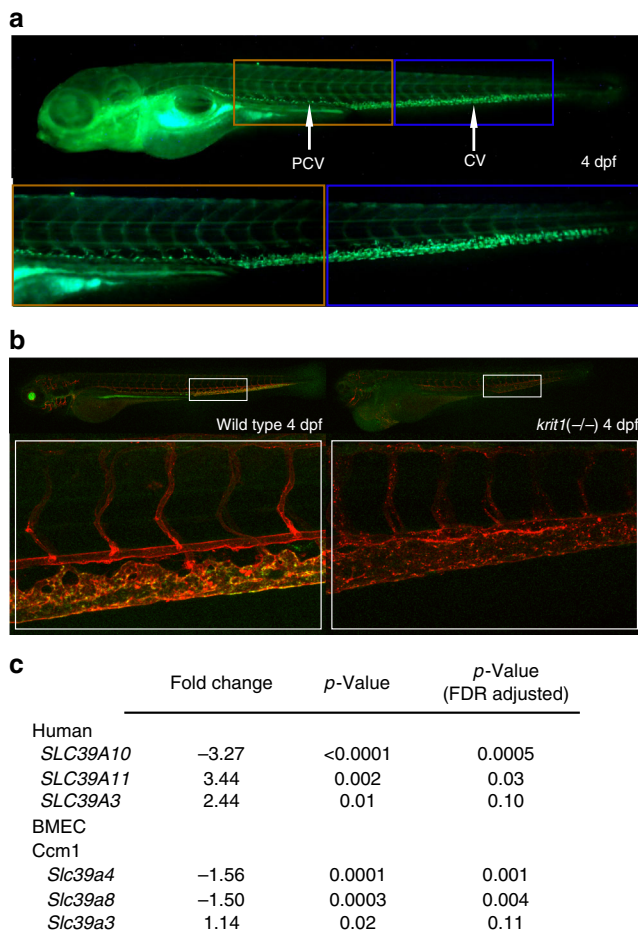 a
PCV
CV
4 dpf
b
Wild type 4 dpf
krit1(–/–) 4 dpf
c
Fold change p-Value p-Value
(FDR adjusted)
Human
SLC39A10 –3.27 <0.0001 0.0005
SLC39A11 3.44 0.002 0.03
SLC39A3 2.44 0.01 0.10
BMEC
Ccm1
Slc39a4 –1.56 0.0001 0.001
Slc39a8 –1.50 0.0003 0.004
Slc39a3 1.14 0.02 0.11